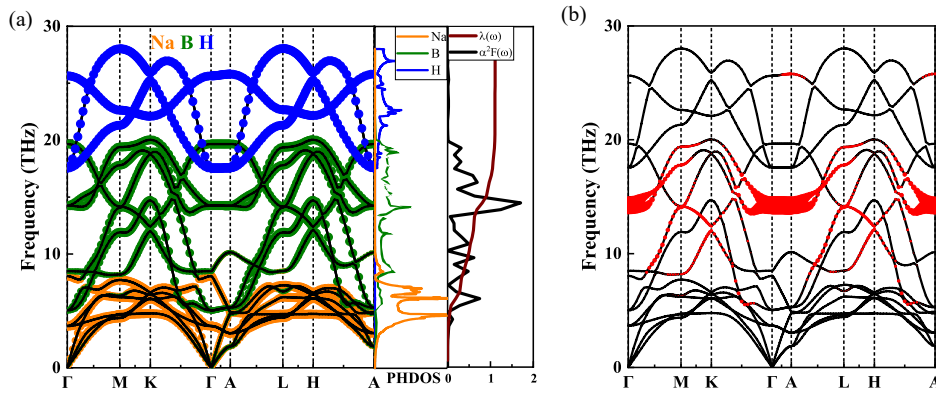 (a)
30
20
10
0
Frequency (THz)
Na B H
Γ M K Γ A L H A
Na
B
H
PHDOS
λ(ω)
α²F(ω)
0 1 2
(b)
30
20
10
0
Frequency (THz)
Γ M K Γ A L H A